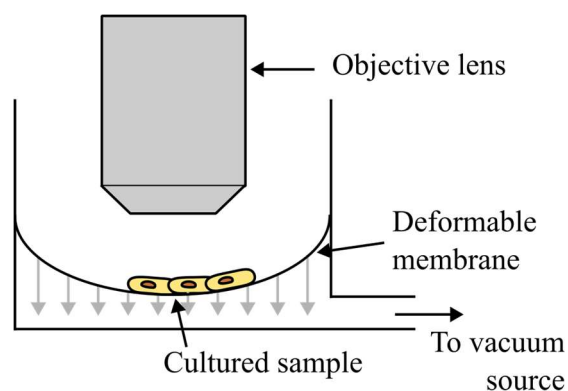 Objective lens
Deformable
membrane
To vacuum
source
Cultured sample